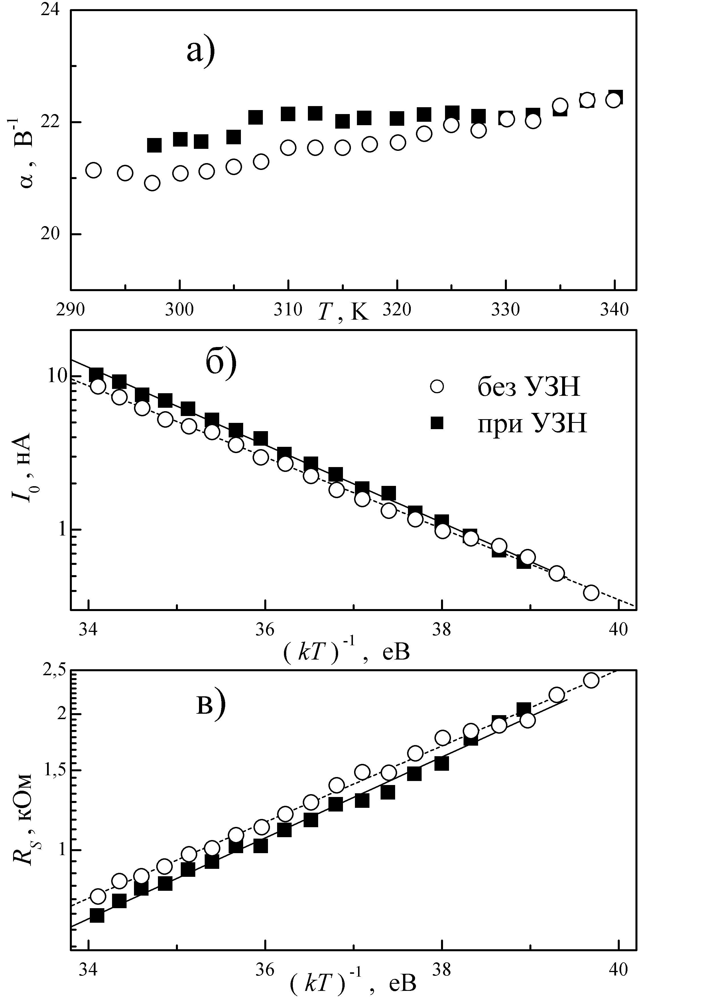 а)
24
22
20
α , В⁻¹
290 300 310 T , К 320 330 340
б)
10
1
I₀ , нА
без УЗН
при УЗН
34 36 38 40
( kT )⁻¹ , еВ
в)
2,5
2
1,5
1
R_S , кОм
34 36 38 40
( kT )⁻¹ , еВ